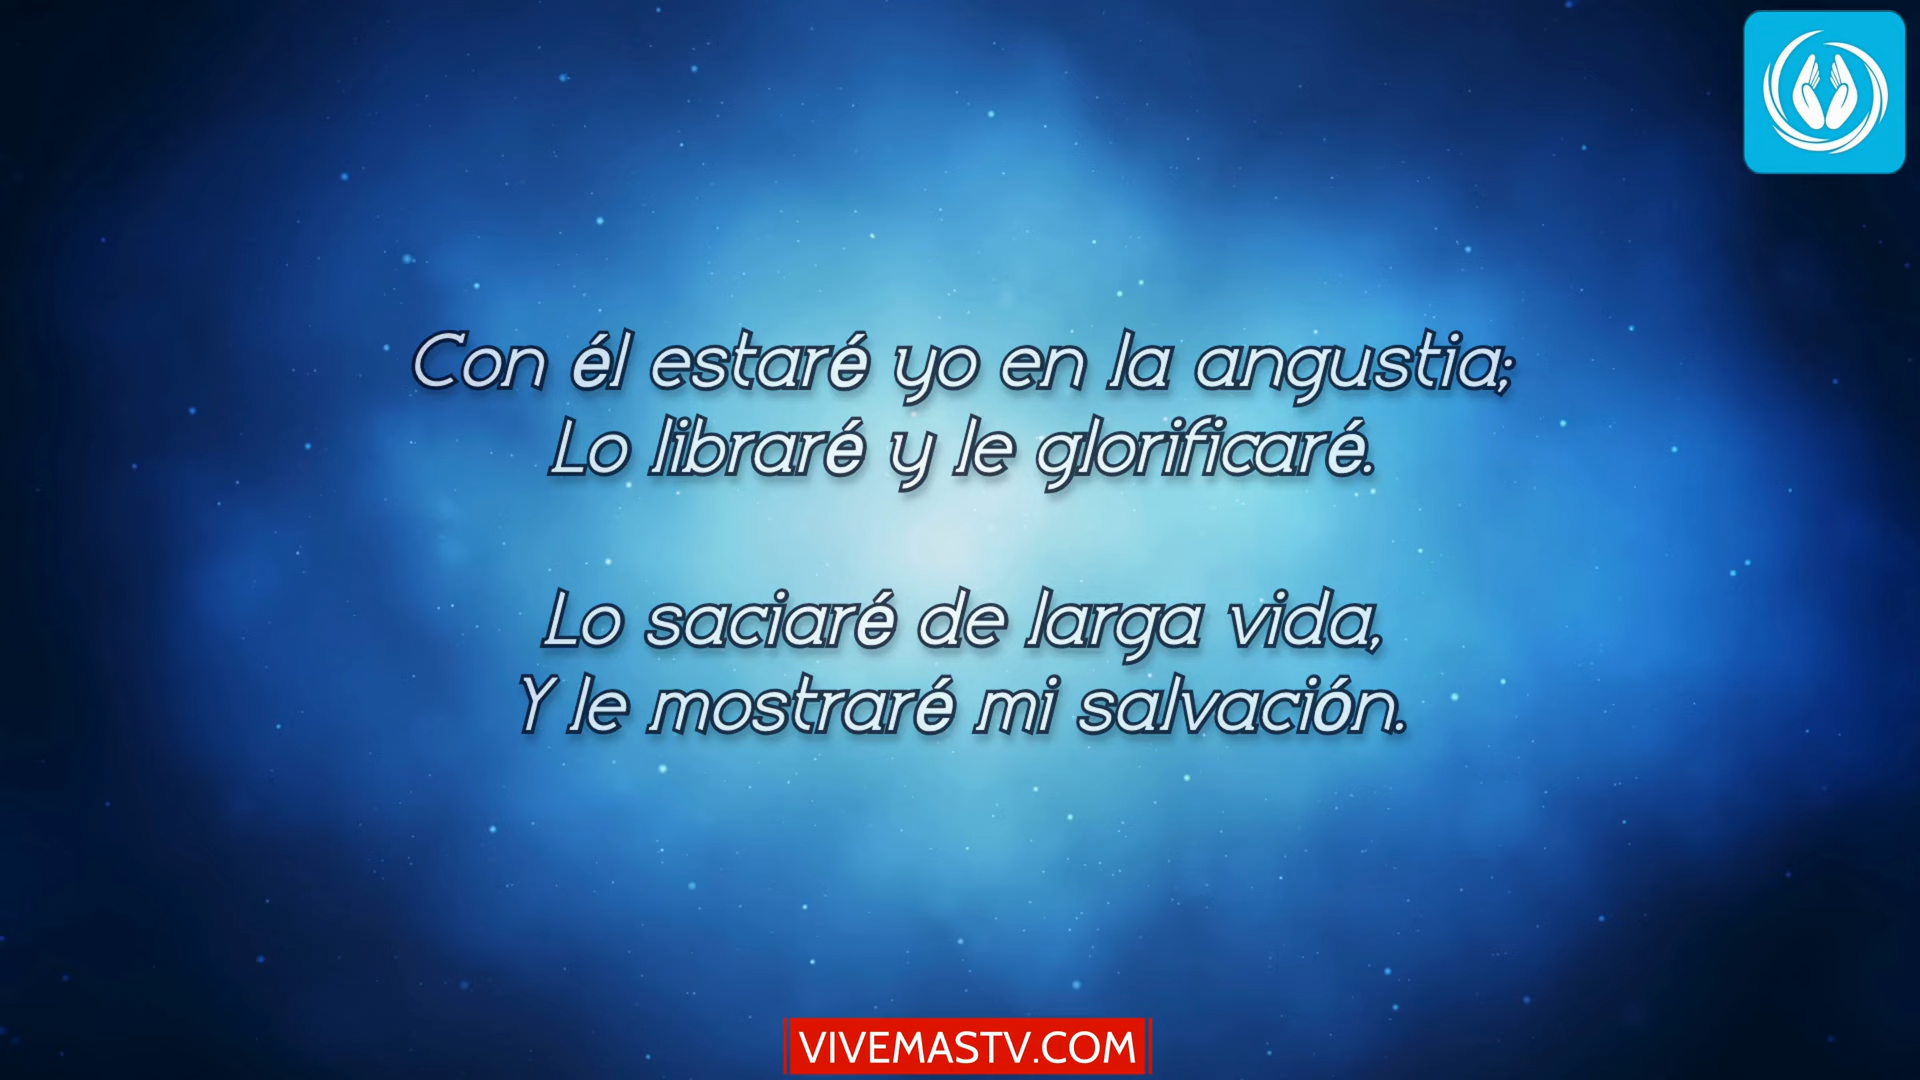 Con él estaré yo en la angustia;
Lo libraré y le glorificaré.
Lo saciaré de larga vida,
Y le mostraré mi salvación.
VIVEMASTV.COM